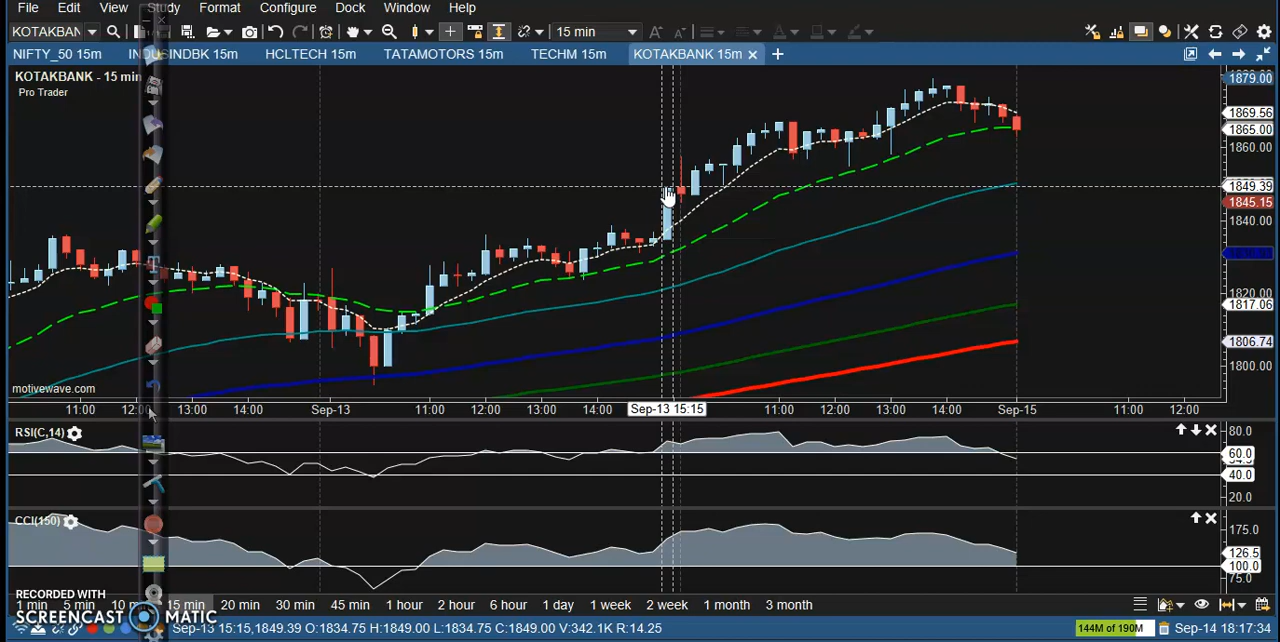 File Edit View Study Format Configure Dock Window Help
KOTAKBANK 15 min
NIFTY_50 15m INDUSINDBK 15m HCLTECH 15m TATAMOTORS 15m TECHM 15m KOTAKBANK 15m
KOTAKBANK - 15 min
Pro Trader
1879.00
1869.56
1865.00
1860.00
1849.39
1845.15
1840.00
1820.00
1817.06
1806.74
1800.00
motivewave.com
11:00 12:00 13:00 14:00 Sep-13 11:00 12:00 13:00 14:00 Sep-13 15:15 11:00 12:00 13:00 14:00 Sep-15 11:00 12:00
RSI(C,14)
80.0
60.0
40.0
20.0
CCI(150)
175.0
126.5
100.0
75.0
RECORDED WITH
SCREENCAST MATIC
1 min 5 min 10 m 15 min 20 min 30 min 45 min 1 hour 2 hour 6 hour 1 day 1 week 2 week 1 month 3 month
Sep-13 15:15,1849.39 O:1834.75 H:1849.00 L:1834.75 C:1849.00 V:342.1K R:14.25
144M of 190M Sep-14 18:17:34